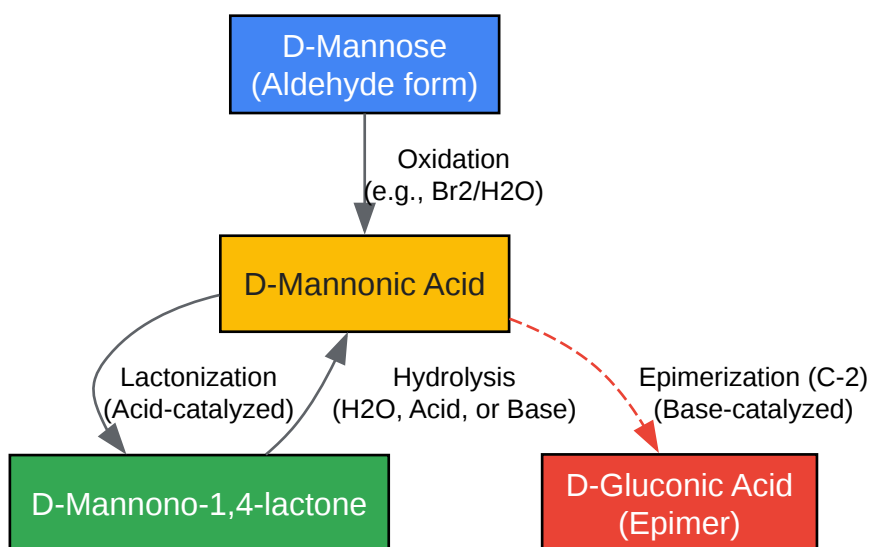 D-Mannose
(Aldehyde form)
Oxidation
(e.g., Br2/H2O)
D-Mannonic Acid
Lactonization
(Acid-catalyzed)
Hydrolysis
(H2O, Acid, or Base)
Epimerization (C-2)
(Base-catalyzed)
D-Mannono-1,4-lactone
D-Gluconic Acid
(Epimer)